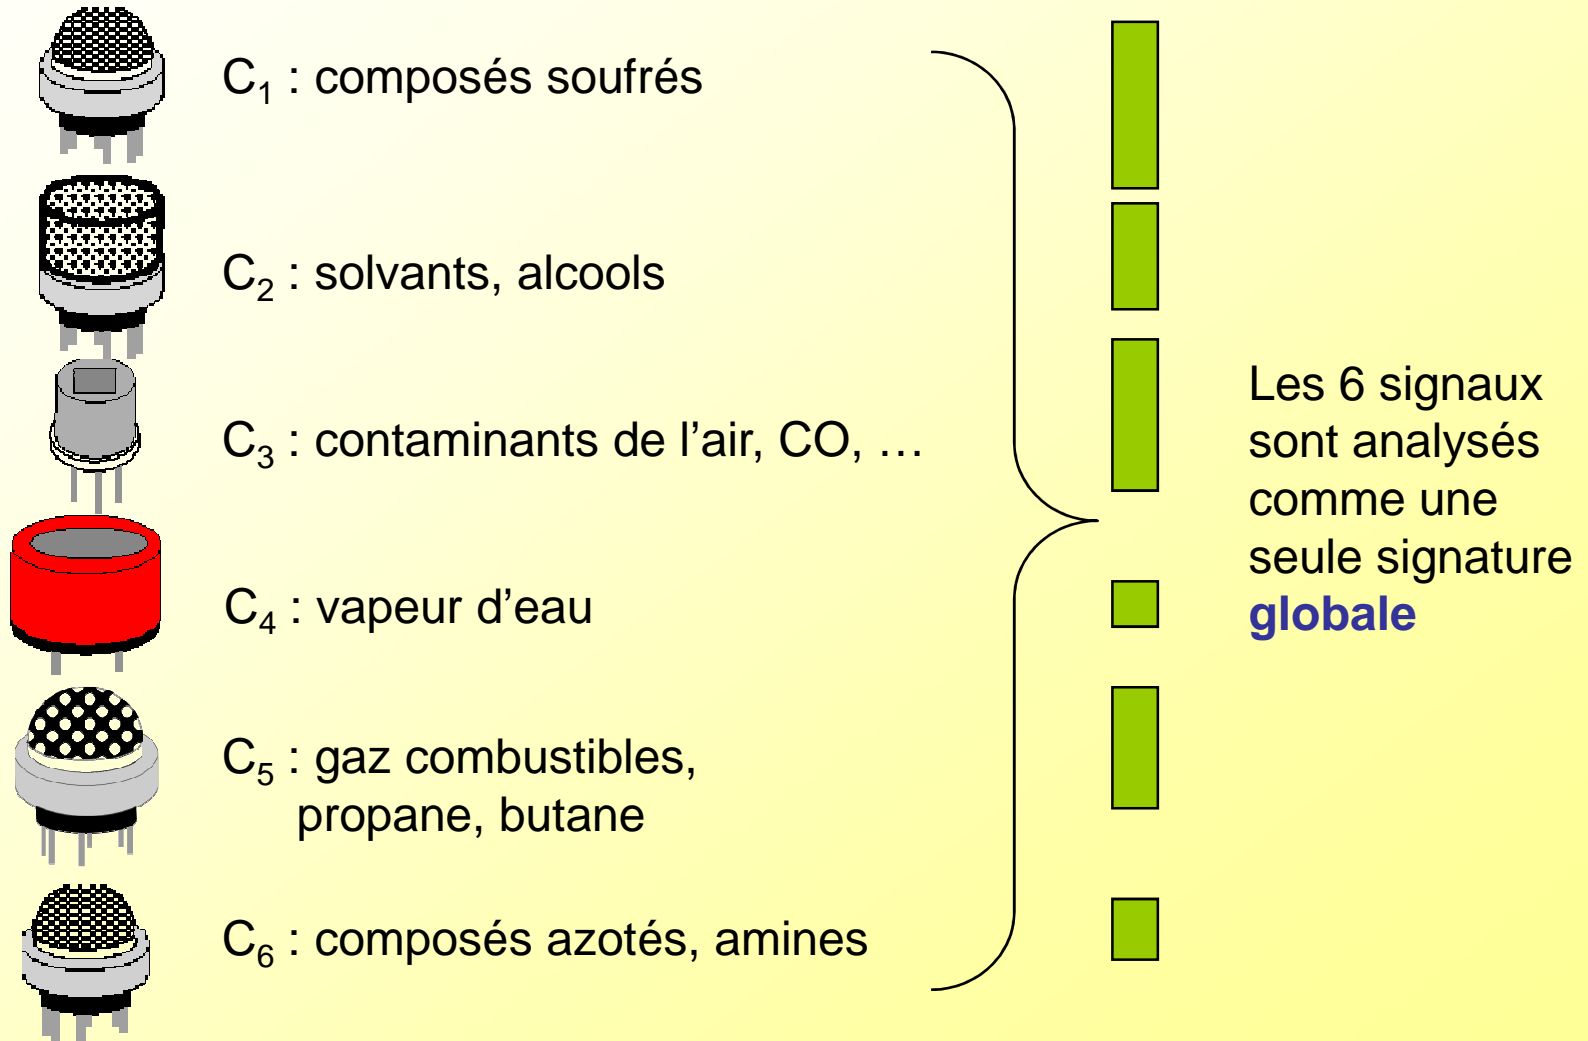 C₁ : composés soufrés
C₂ : solvants, alcools
C₃ : contaminants de l’air, CO, …
C₄ : vapeur d’eau
C₅ : gaz combustibles,
propane, butane
C₆ : composés azotés, amines
Les 6 signaux
sont analysés
comme une
seule signature
globale